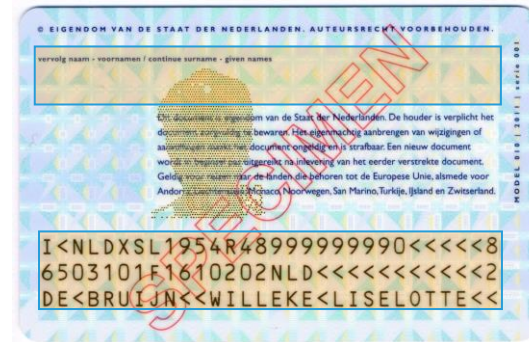 © EIGENDOM VAN DE STAAT DER NEDERLANDEN. AUTEURSRECHT VOORBEHOUDEN.
vervolg naam - voornamen / continue surname - given names
Dit document is eigendom van de Staat der Nederlanden. De houder is verplicht het
document zorgvuldig te bewaren. Het eigenmachtig aanbrengen van wijzigingen of
aanvullingen maakt het document ongeldig en is strafbaar. Een nieuw document
wordt in beginsel pas uitgereikt na inlevering van het eerder verstrekte document.
Geldig voor reizen naar de landen die behoren tot de Europese Unie, alsmede voor
Andorra, Liechtenstein, Monaco, Noorwegen, San Marino, Turkije, IJsland en Zwitserland.
I<NLDXSL1954R48999999990<<<<<8
6503101F1610202NLD<<<<<<<<<<<2
DE<BRUIJN<<WILLEKE<LISELOTTE<<
SPECIMEN
MODEL 010 | 2011 | serie 001